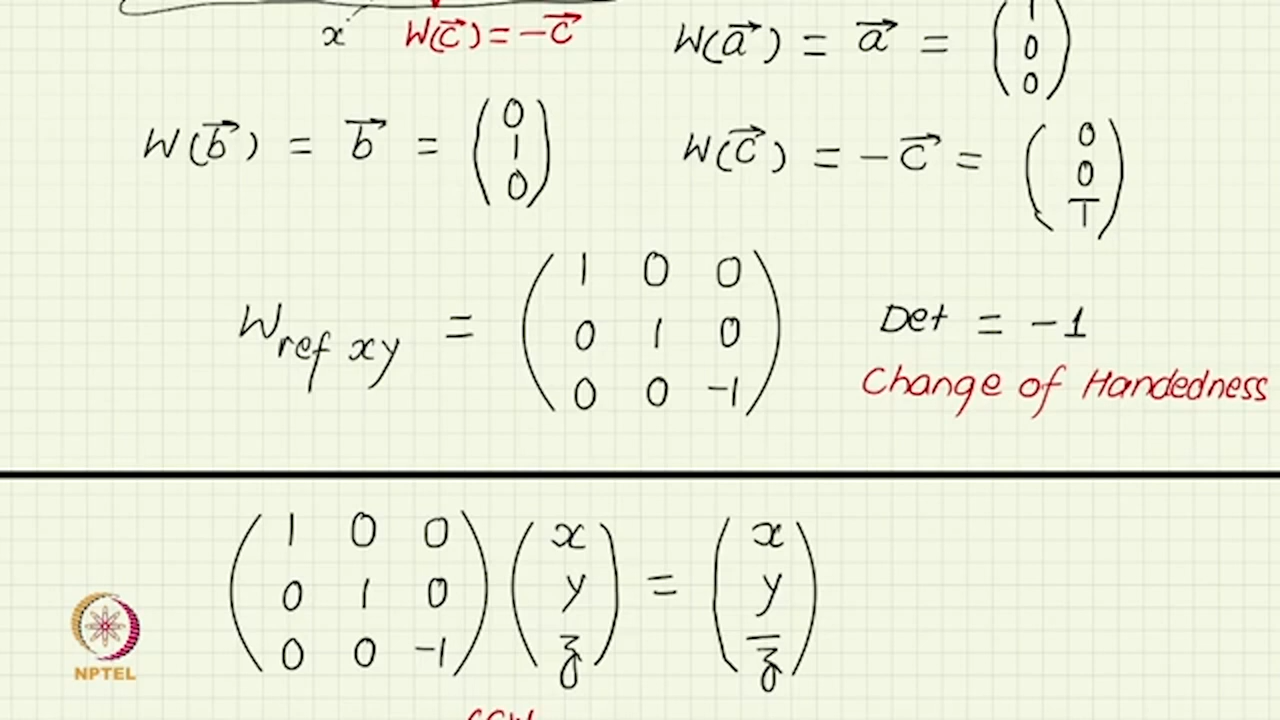 x W(c⃗) = -c⃗ W(a⃗) = a⃗ = (1 0 0)
W(b⃗) = b⃗ = (0 1 0) W(c⃗) = -c⃗ = (0 0 1̅)
W ref xy = (1 0 0
0 1 0
0 0 -1) Det = -1
Change of Handedness
(1 0 0
0 1 0
0 0 -1) (x y z) = (x y z̅)
NPTEL